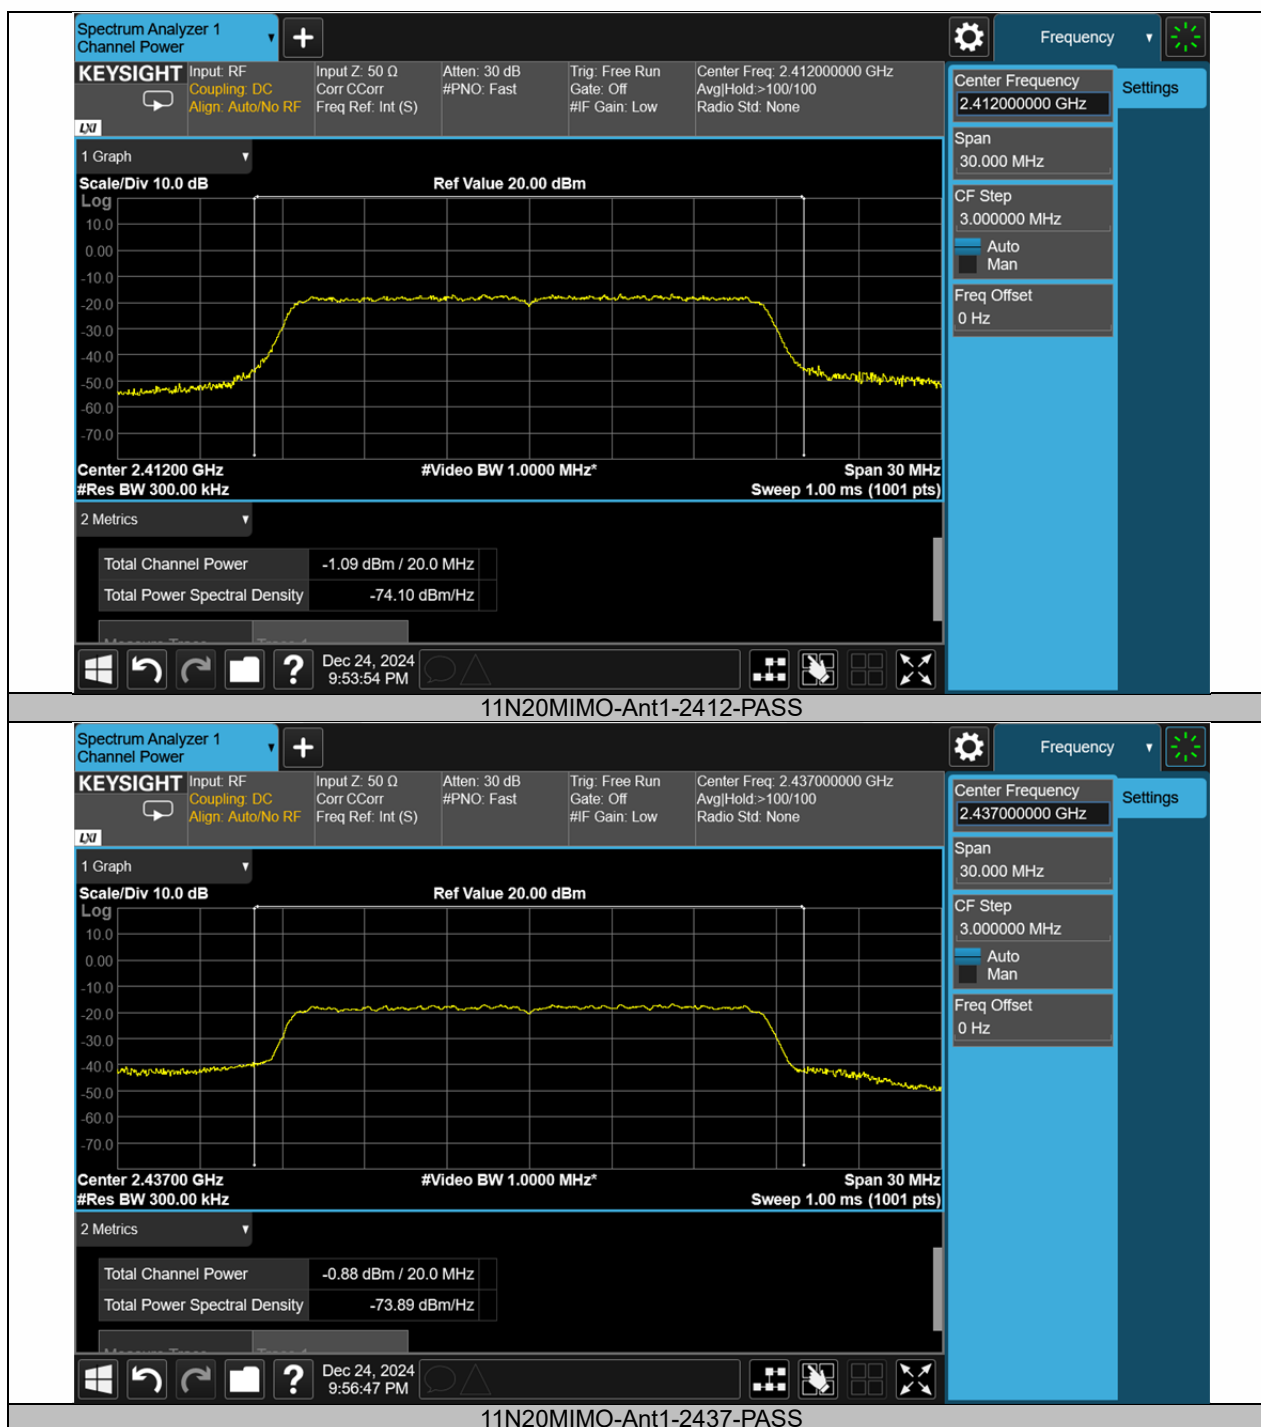 Spectrum Analyzer 1
Channel Power
Frequency
KEYSIGHT
Input: RF
Coupling: DC
Align: Auto/No RF
Input Z: 50 Ω
Corr CCorr
Freq Ref: Int (S)
Atten: 30 dB
#PNO: Fast
Trig: Free Run
Gate: Off
#IF Gain: Low
Center Freq: 2.412000000 GHz
Avg|Hold:>100/100
Radio Std: None
LXI
Center Frequency
2.412000000 GHz
Settings
Span
30.000 MHz
CF Step
3.000000 MHz
Auto
Man
Freq Offset
0 Hz
1 Graph
Scale/Div 10.0 dB
Ref Value 20.00 dBm
Log
10.0
0.00
-10.0
-20.0
-30.0
-40.0
-50.0
-60.0
-70.0
Center 2.41200 GHz
#Video BW 1.0000 MHz*
Span 30 MHz
#Res BW 300.00 kHz
Sweep 1.00 ms (1001 pts)
2 Metrics
Total Channel Power
-1.09 dBm / 20.0 MHz
Total Power Spectral Density
-74.10 dBm/Hz
?
Dec 24, 2024
9:53:54 PM
11N20MIMO-Ant1-2412-PASS
Spectrum Analyzer 1
Channel Power
Frequency
KEYSIGHT
Input: RF
Coupling: DC
Align: Auto/No RF
Input Z: 50 Ω
Corr CCorr
Freq Ref: Int (S)
Atten: 30 dB
#PNO: Fast
Trig: Free Run
Gate: Off
#IF Gain: Low
Center Freq: 2.437000000 GHz
Avg|Hold:>100/100
Radio Std: None
LXI
Center Frequency
2.437000000 GHz
Settings
Span
30.000 MHz
CF Step
3.000000 MHz
Auto
Man
Freq Offset
0 Hz
1 Graph
Scale/Div 10.0 dB
Ref Value 20.00 dBm
Log
10.0
0.00
-10.0
-20.0
-30.0
-40.0
-50.0
-60.0
-70.0
Center 2.43700 GHz
#Video BW 1.0000 MHz*
Span 30 MHz
#Res BW 300.00 kHz
Sweep 1.00 ms (1001 pts)
2 Metrics
Total Channel Power
-0.88 dBm / 20.0 MHz
Total Power Spectral Density
-73.89 dBm/Hz
?
Dec 24, 2024
9:56:47 PM
11N20MIMO-Ant1-2437-PASS